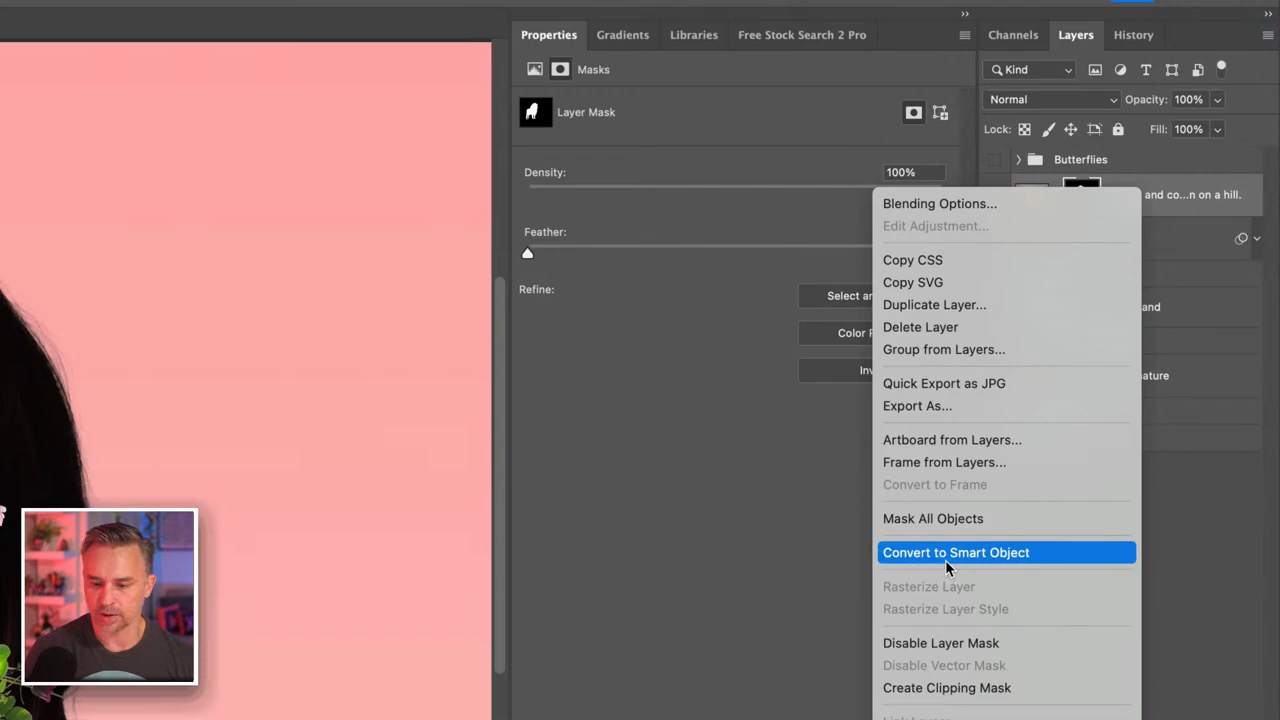 Properties Gradients Libraries Free Stock Search 2 Pro
Channels Layers History
Masks
Kind
Layer Mask
Normal Opacity: 100%
Lock: Fill: 100%
Butterflies
and co...n on a hill.
Density: 100%
Feather:
Refine:
Select an
Color
Inv
and
ature
Blending Options...
Edit Adjustment...
Copy CSS
Copy SVG
Duplicate Layer...
Delete Layer
Group from Layers...
Quick Export as JPG
Export As...
Artboard from Layers...
Frame from Layers...
Convert to Frame
Mask All Objects
Convert to Smart Object
Rasterize Layer
Rasterize Layer Style
Disable Layer Mask
Disable Vector Mask
Create Clipping Mask